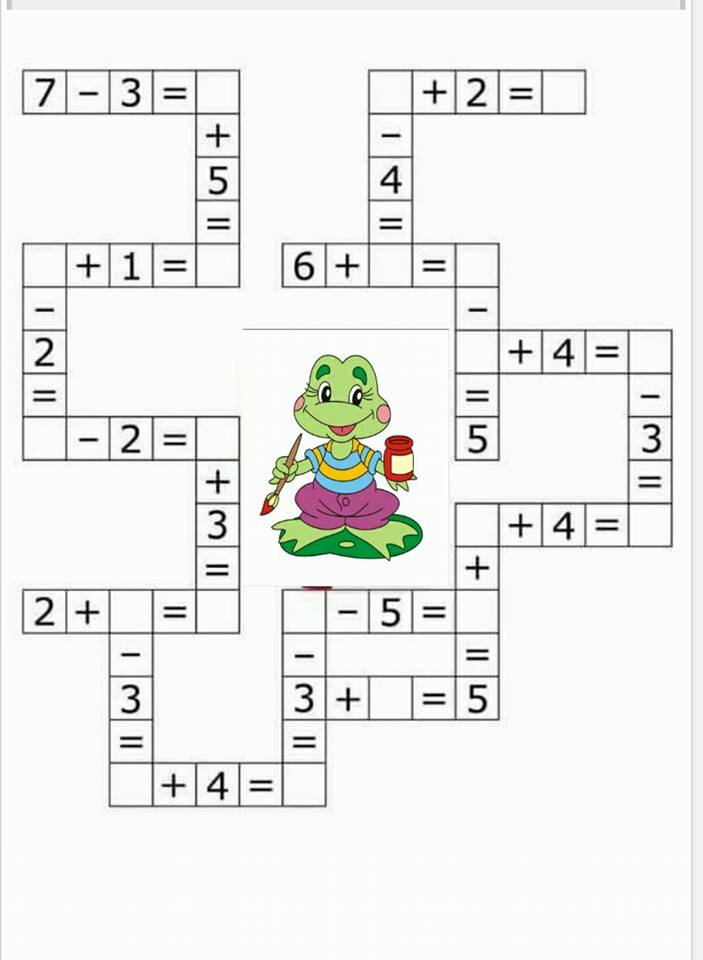 7 - 3 =
+ 2 =
+
-
5
4
=
=
+ 1 =
6 + =
-
-
2
+ 4 =
=
=
-
- 2 =
5
3
+
=
3
+ 4 =
=
+
2 + =
- 5 =
-
-
=
3
3 + = 5
=
=
+ 4 =